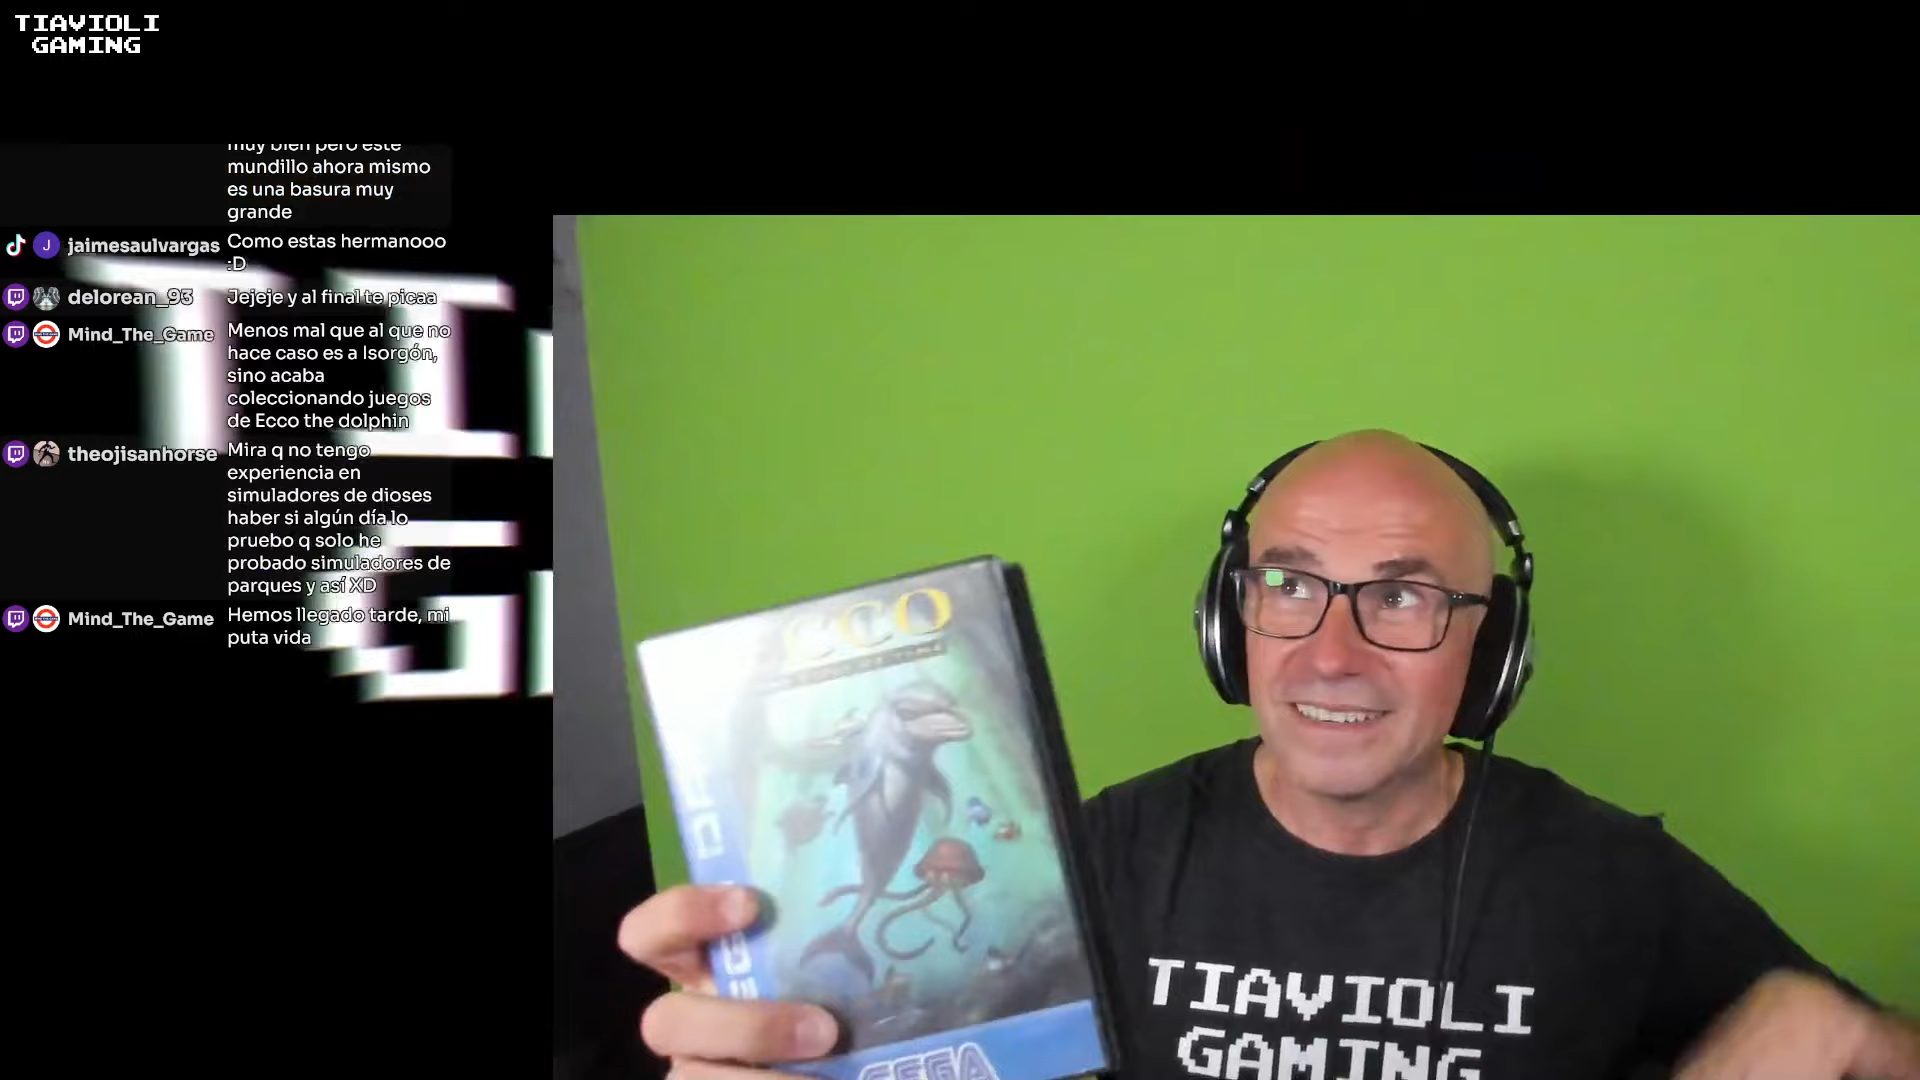 TIAVIOLI
GAMING
muy bien pero este
mundillo ahora mismo
es una basura muy
grande
jaimesaulvargas Como estas hermanooo
:D
delorean_93 Jejeje y al final te picaa
Mind_The_Game Menos mal que al que no
hace caso es a Isorgón,
sino acaba
coleccionando juegos
de Ecco the dolphin
theojisanhorse Mira q no tengo
experiencia en
simuladores de dioses
haber si algún día lo
pruebo q solo he
probado simuladores de
parques y así XD
Mind_The_Game Hemos llegado tarde, mi
puta vida
ECCO
SEGA
TIAVIOLI
GAMING